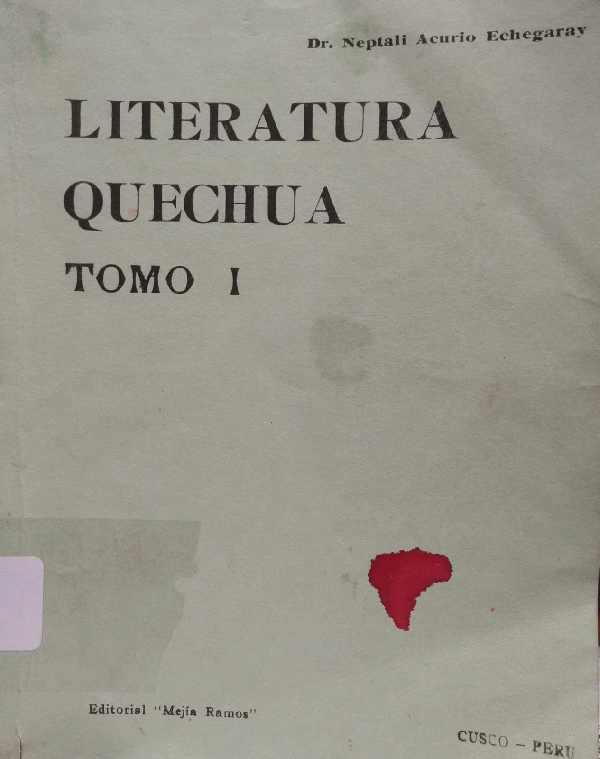 Dr. Neptali Acurio Echegaray
LITERATURA
QUECHUA
TOMO I
Editorial "Mejía Ramos"
CUSCO - PERU